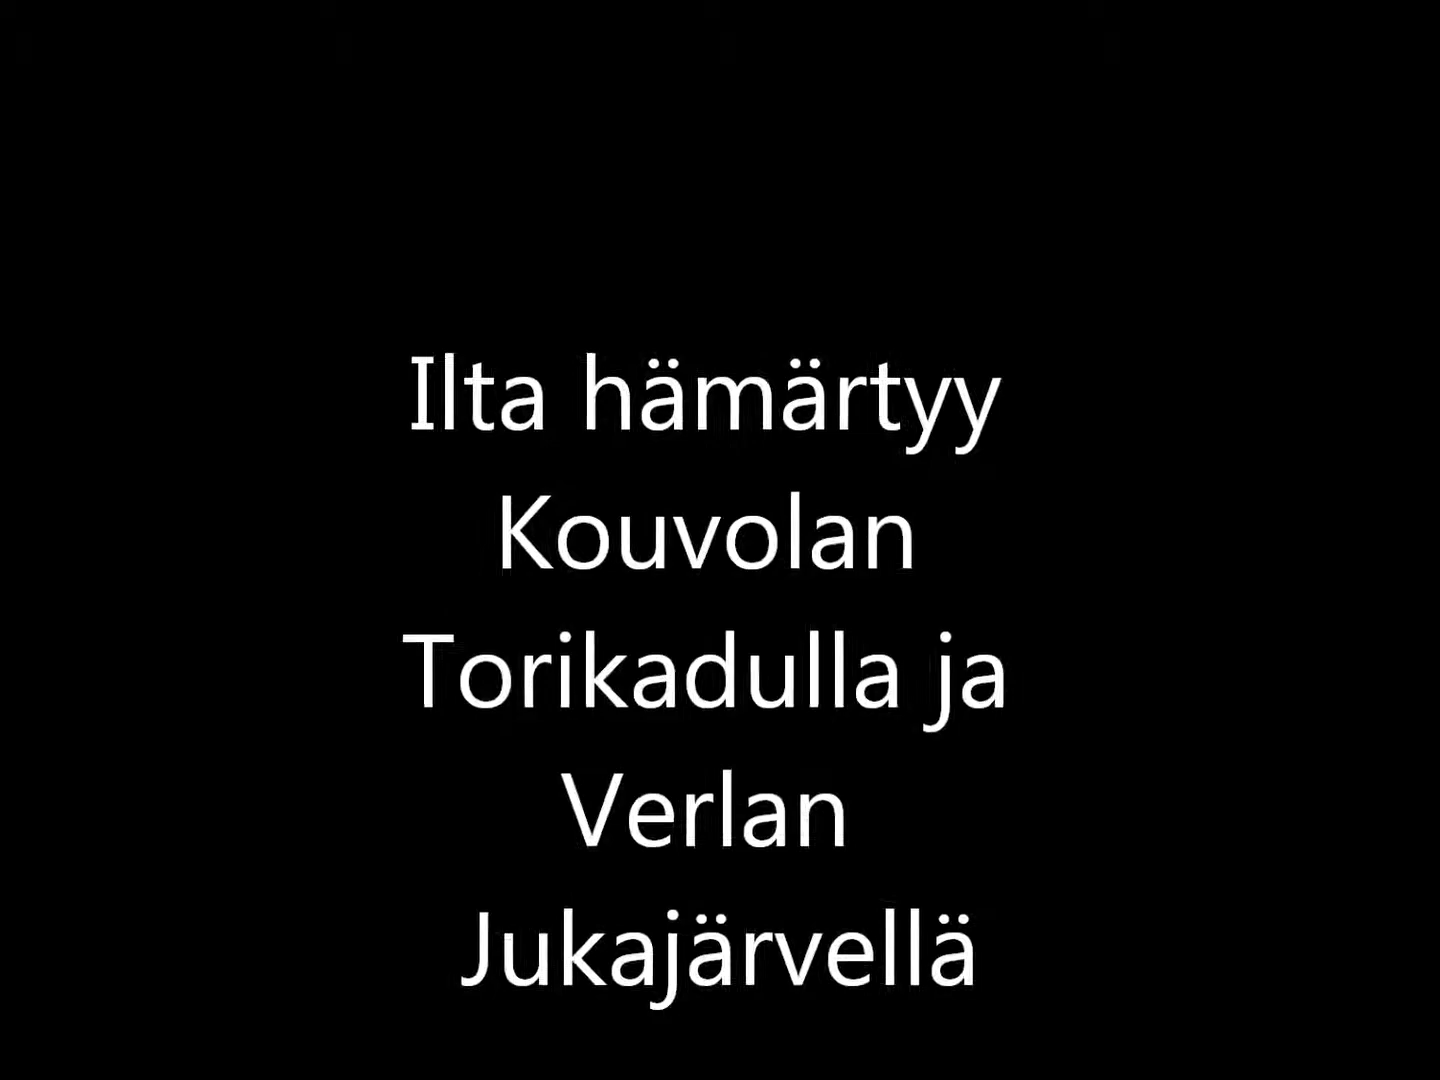 Ilta hämärtyy
Kouvolan
Torikadulla ja
Verlan
Jukajärvellä